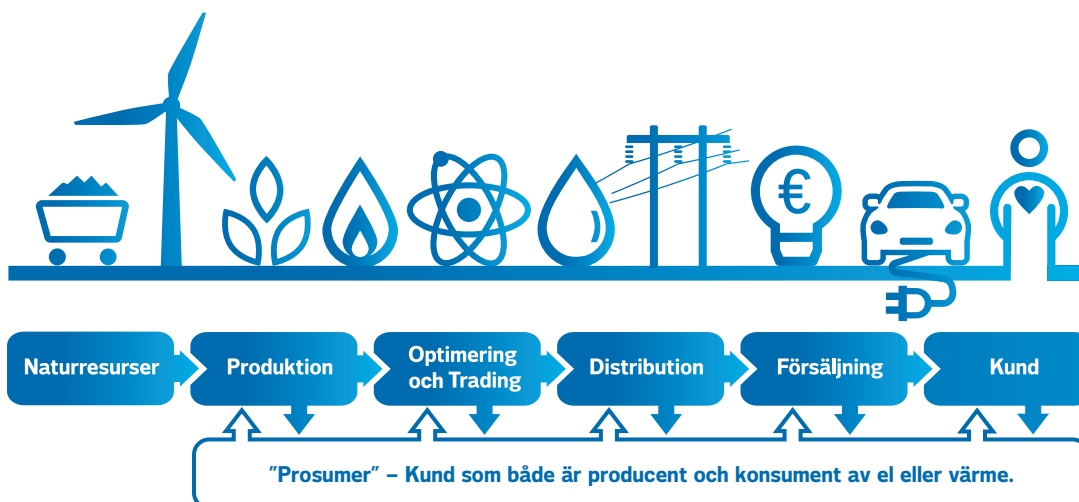 €
Naturresurser
Produktion
Optimering
och Trading
Distribution
Försäljning
Kund
”Prosumer” – Kund som både är producent och konsument av el eller värme.